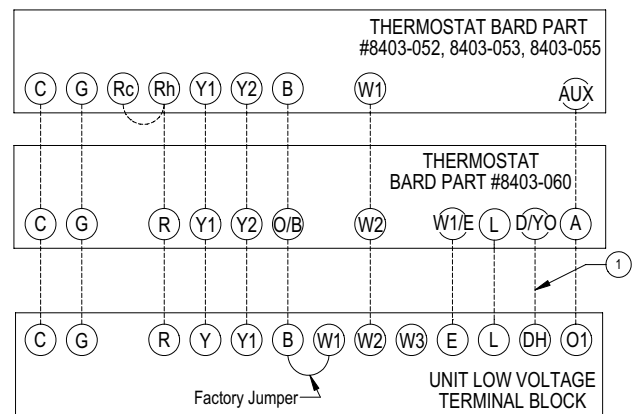 THERMOSTAT BARD PART
#8403-052, 8403-053, 8403-055
C G Rc Rh Y1 Y2 B W1 AUX
THERMOSTAT
BARD PART #8403-060
C G R Y1 Y2 O/B W2 W1/E L D/YO A
1
C G R Y Y1 B W1 W2 W3 E L DH O1
Factory Jumper
UNIT LOW VOLTAGE
TERMINAL BLOCK